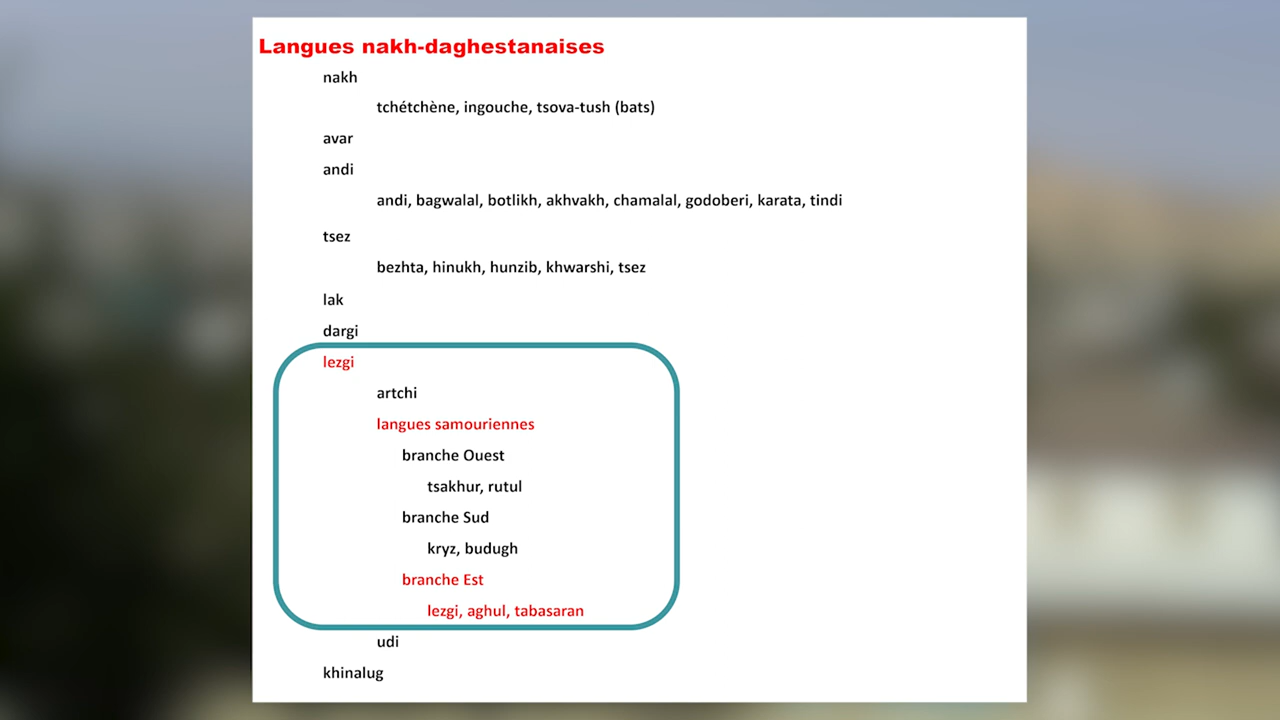 Langues nakh-daghestanaises
nakh
tchétchène, ingouche, tsova-tush (bats)
avar
andi
andi, bagwalal, botlikh, akhvakh, chamalal, godoberi, karata, tindi
tsez
bezhta, hinukh, hunzib, khwarshi, tsez
lak
dargi
lezgi
artchi
langues samouriennes
branche Ouest
tsakhur, rutul
branche Sud
kryz, budugh
branche Est
lezgi, aghul, tabasaran
udi
khinalug